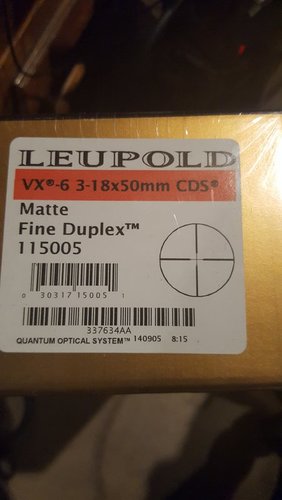 LEUPOLD
VX®-6 3-18x50mm CDS®
Matte
Fine Duplex™
115005
0 30317 15005 1
337634AA
QUANTUM OPTICAL SYSTEM™ 140905 8:15